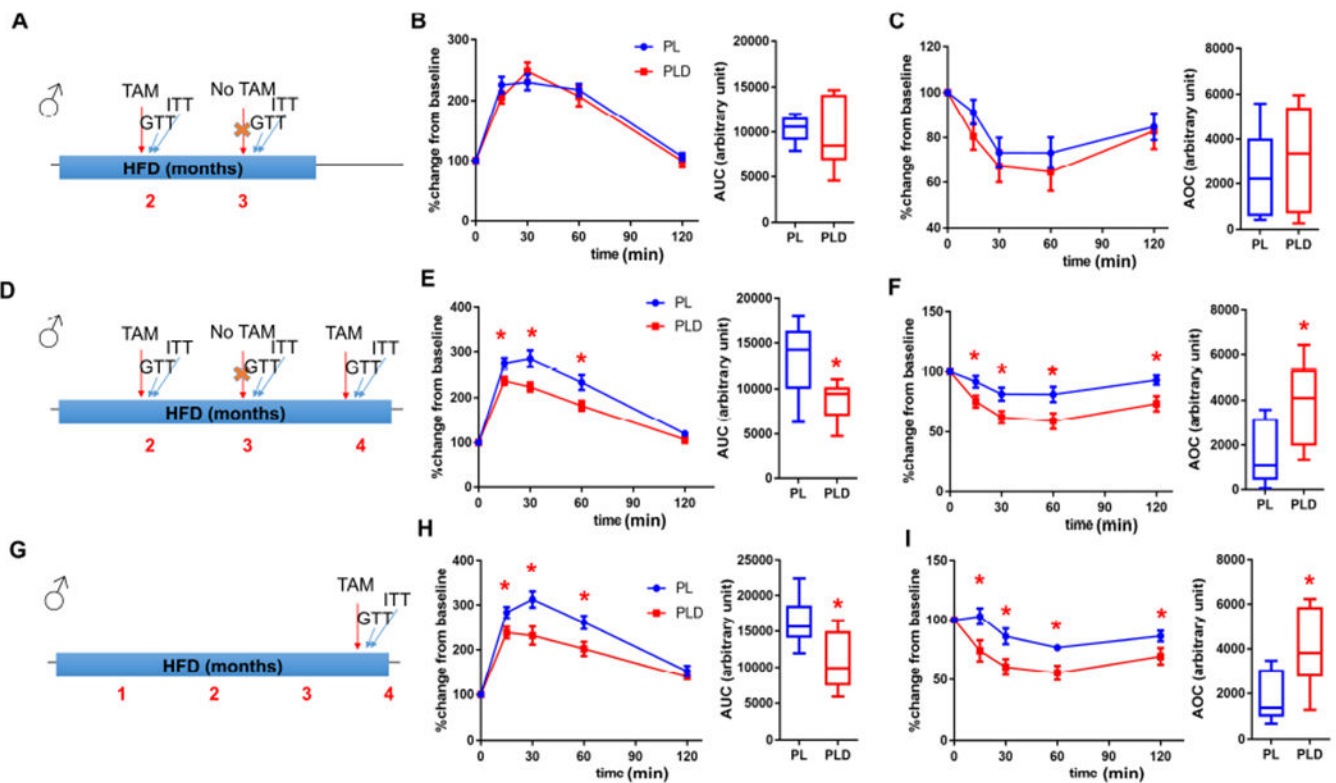 A
♂
TAM
No TAM
ITT
ITT
GTT
GTT
HFD (months)
2
3
B
300
200
100
0
%change from baseline
0
30
60
90
120
time (min)
PL
PLD
20000
15000
10000
5000
0
AUC (arbitrary unit)
PL
PLD
C
120
100
80
60
40
%change from baseline
0
30
60
90
120
time (min)
8000
6000
4000
2000
0
AOC (arbitrary unit)
PL
PLD
D
♂
TAM
No TAM
TAM
ITT
ITT
ITT
GTT
GTT
GTT
HFD (months)
2
3
4
E
400
300
200
100
0
%change from baseline
* * *
0
30
60
90
120
time (min)
PL
PLD
20000
15000
10000
5000
0
AUC (arbitrary unit)
*
PL
PLD
F
150
100
50
0
%change from baseline
* * * *
0
30
60
90
120
time (min)
8000
6000
4000
2000
0
AOC (arbitrary unit)
*
PL
PLD
G
♂
TAM
ITT
GTT
HFD (months)
1
2
3
4
H
400
300
200
100
0
%change from baseline
* * *
0
30
60
90
120
time (min)
PL
PLD
25000
20000
15000
10000
5000
0
AUC (arbitrary unit)
*
PL
PLD
I
150
100
50
0
%change from baseline
* * * *
0
30
60
90
120
time (min)
8000
6000
4000
2000
0
AOC (arbitrary unit)
*
PL
PLD